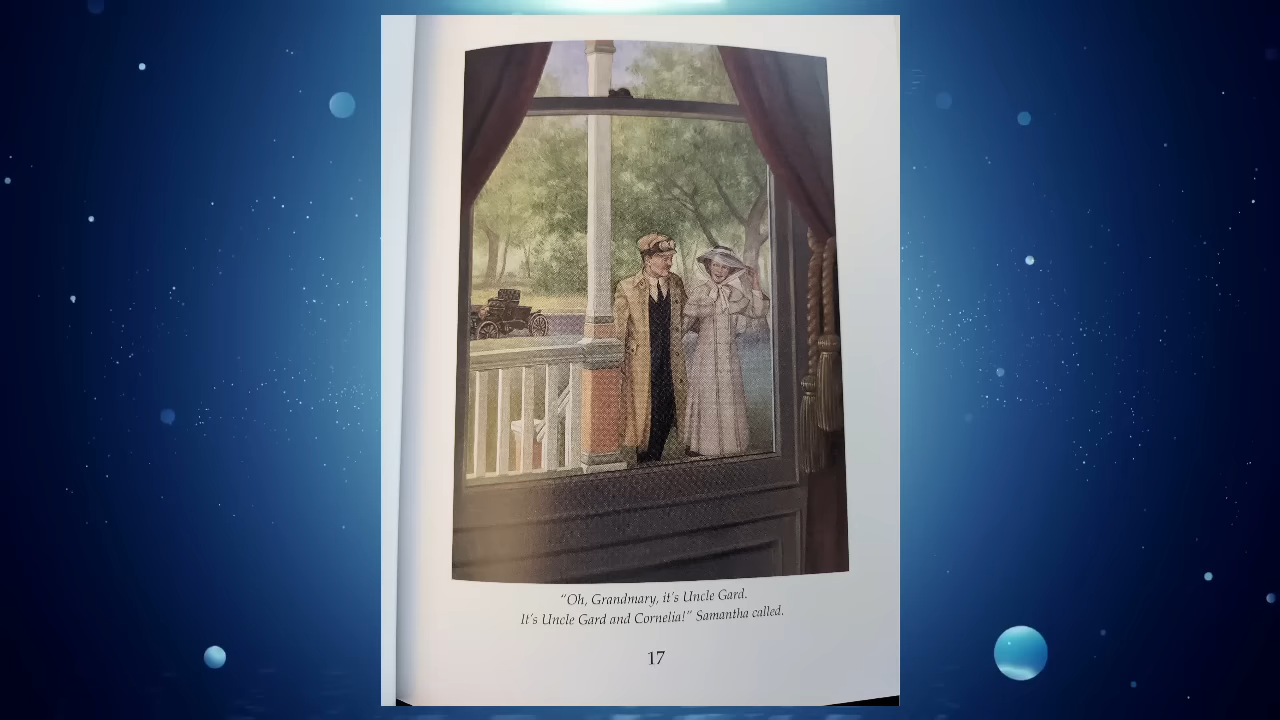 “Oh, Grandmary, it’s Uncle Gard.
It’s Uncle Gard and Cornelia!” Samantha called.
17